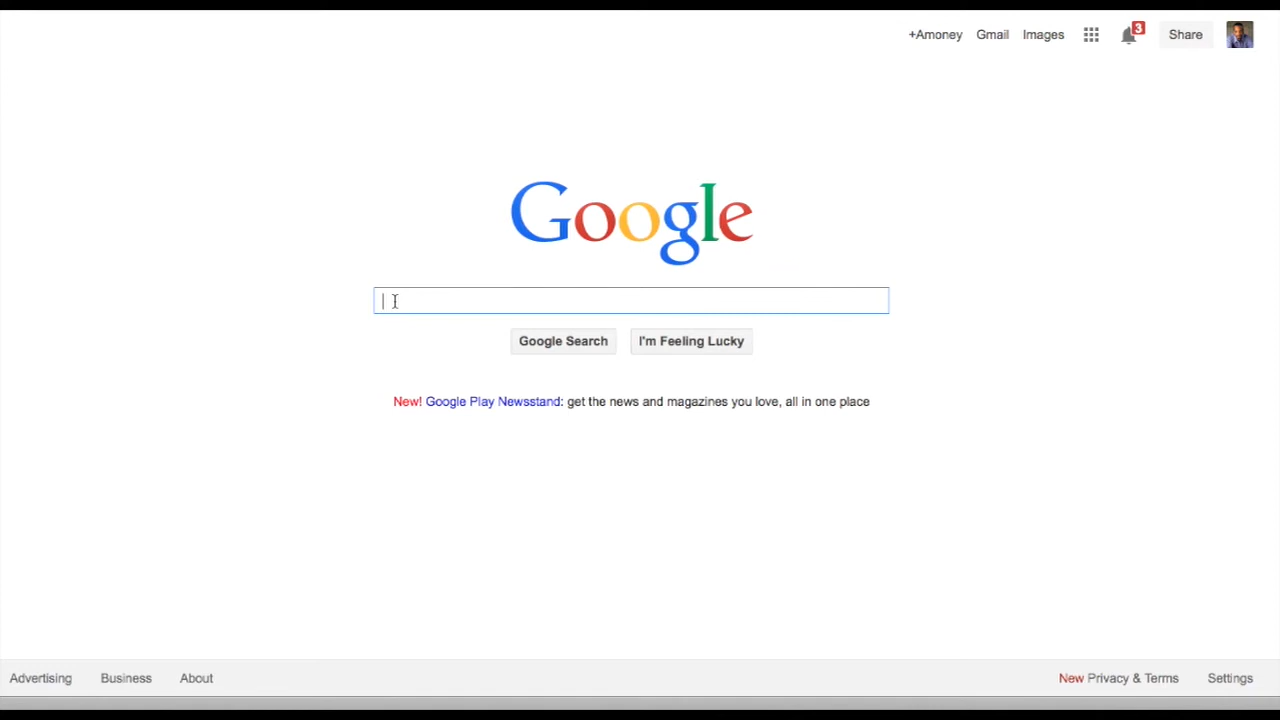 +Amoney Gmail Images 3 Share
Google
Google Search I'm Feeling Lucky
New! Google Play Newsstand: get the news and magazines you love, all in one place
Advertising Business About New Privacy & Terms Settings